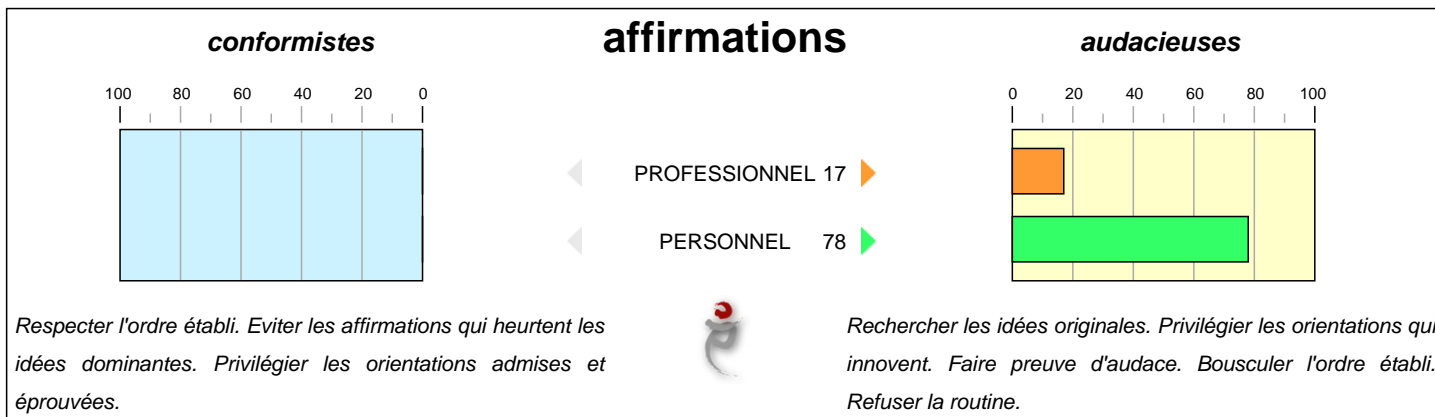 affirmations
conformistes
audacieuses
100 80 60 40 20 0
0 20 40 60 80 100
PROFESSIONNEL 17
PERSONNEL 78
Respecter l'ordre établi. Eviter les affirmations qui heurtent les
idées dominantes. Privilégier les orientations admises et
éprouvées.
Rechercher les idées originales. Privilégier les orientations qui
innovent. Faire preuve d'audace. Bousculer l'ordre établi.
Refuser la routine.